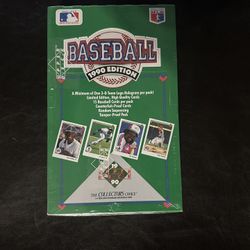 BASEBALL
1990 EDITION
A Minimum of One 3-D Team Logo Hologram per pack!
Limited Edition, High Quality Cards
15 Baseball Cards per pack
Counterfeit-Proof Cards
Random Sequencing
Tamper-Proof Pack
90
THE COLLECTOR'S CHOICE